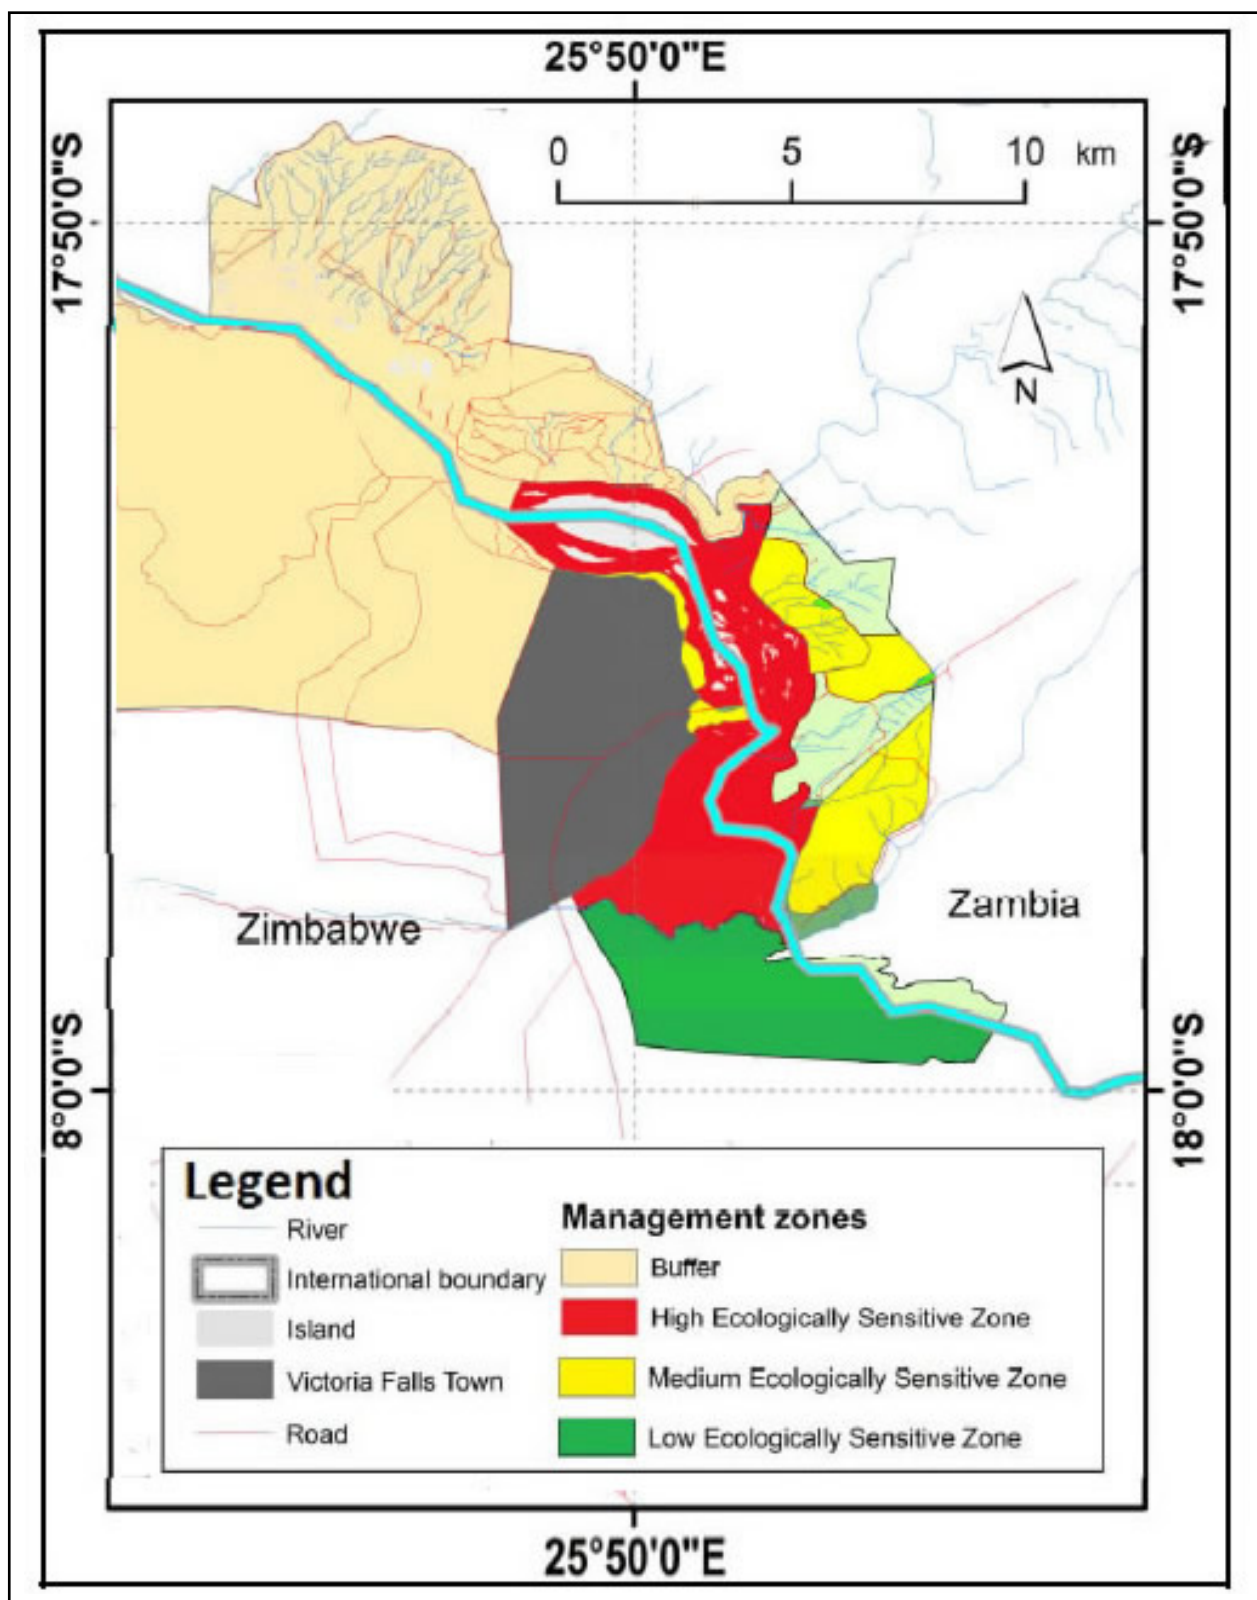 25°50'0"E
0 5 10 km
17°50'0"S
17°50'0"S
N
Zimbabwe
Zambia
8°0'0"S
18°0'0"S
Legend
River
International boundary
Island
Victoria Falls Town
Road
Management zones
Buffer
High Ecologically Sensitive Zone
Medium Ecologically Sensitive Zone
Low Ecologically Sensitive Zone
25°50'0"E